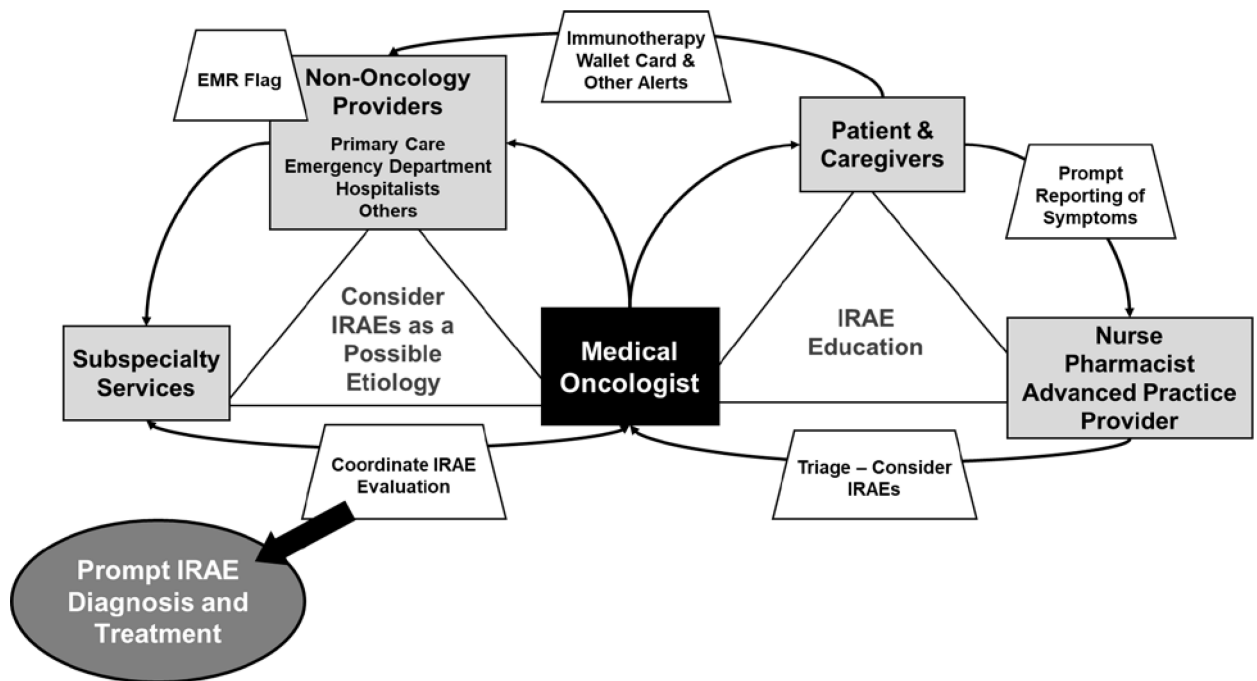 EMR Flag
Non-Oncology
Providers
Primary Care
Emergency Department
Hospitalists
Others
Immunotherapy
Wallet Card &
Other Alerts
Patient &
Caregivers
Prompt
Reporting of
Symptoms
Consider
IRAEs as a
Possible
Etiology
IRAE
Education
Subspecialty
Services
Medical
Oncologist
Nurse
Pharmacist
Advanced Practice
Provider
Coordinate IRAE
Evaluation
Triage – Consider
IRAEs
Prompt IRAE
Diagnosis and
Treatment